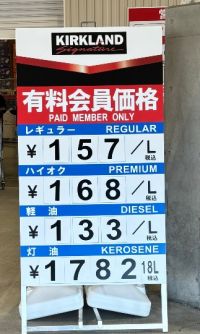 KIRKLAND
Signature
有料会員価格
PAID MEMBER ONLY
レギュラー REGULAR
¥157/L 税込
ハイオク PREMIUM
¥168/L 税込
軽油 DIESEL
¥133/L 税込
灯油 KEROSENE
¥1782 18L 税込